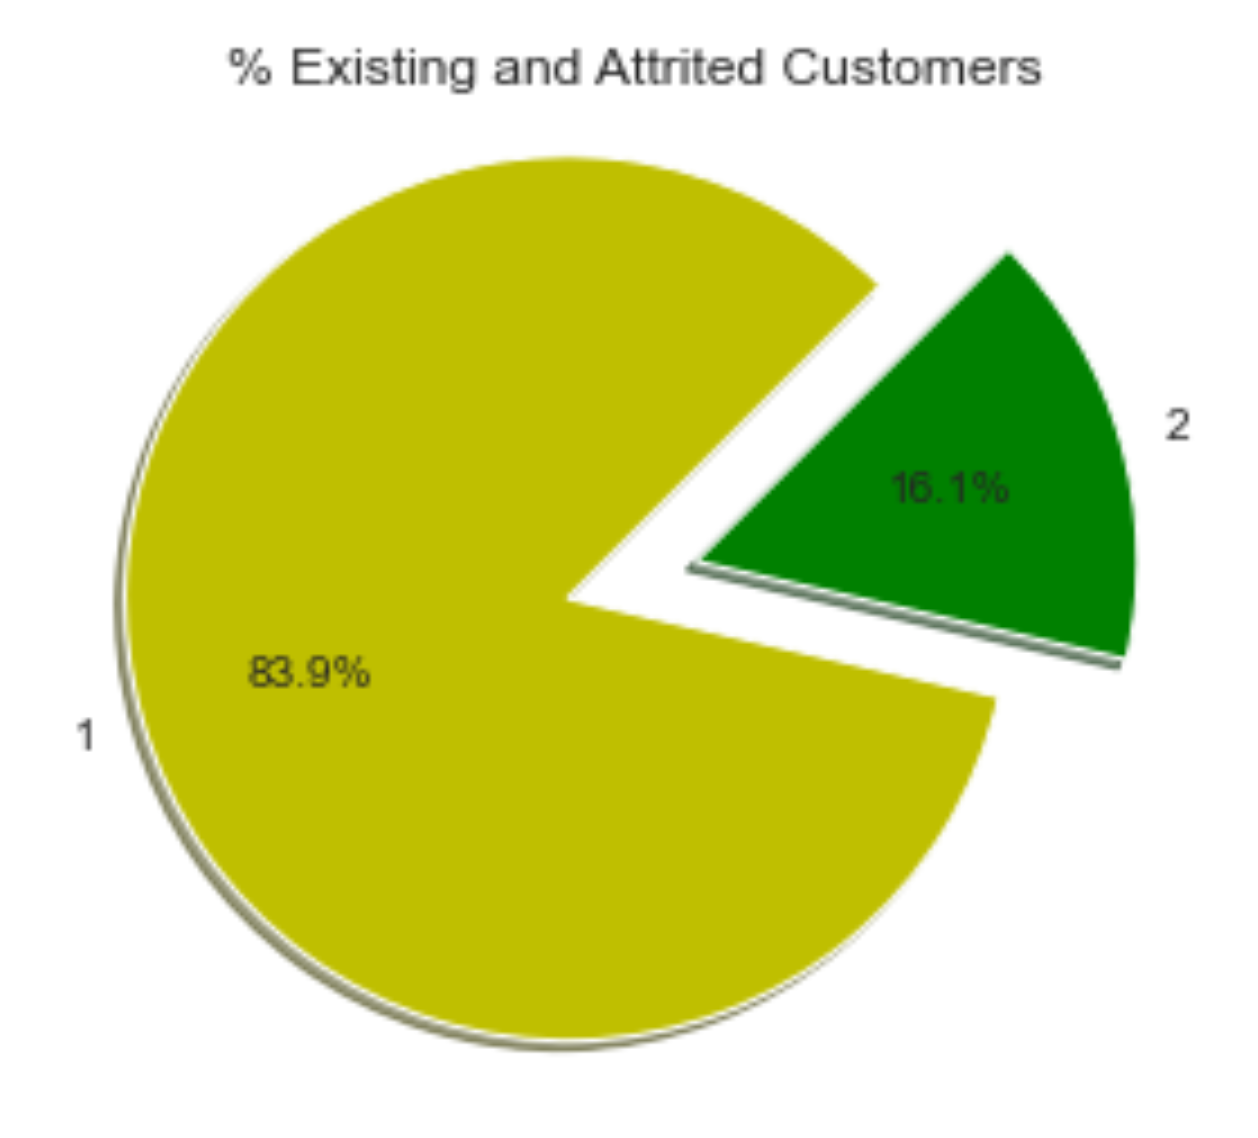 % Existing and Attrited Customers
2
16.1%
83.9%
1